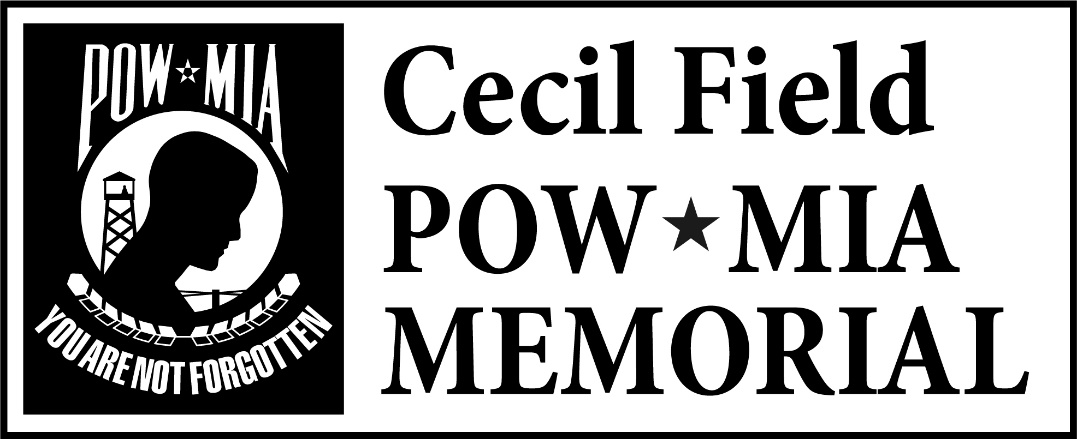 POW★MIA
YOU ARE NOT FORGOTTEN
Cecil Field
POW★MIA
MEMORIAL